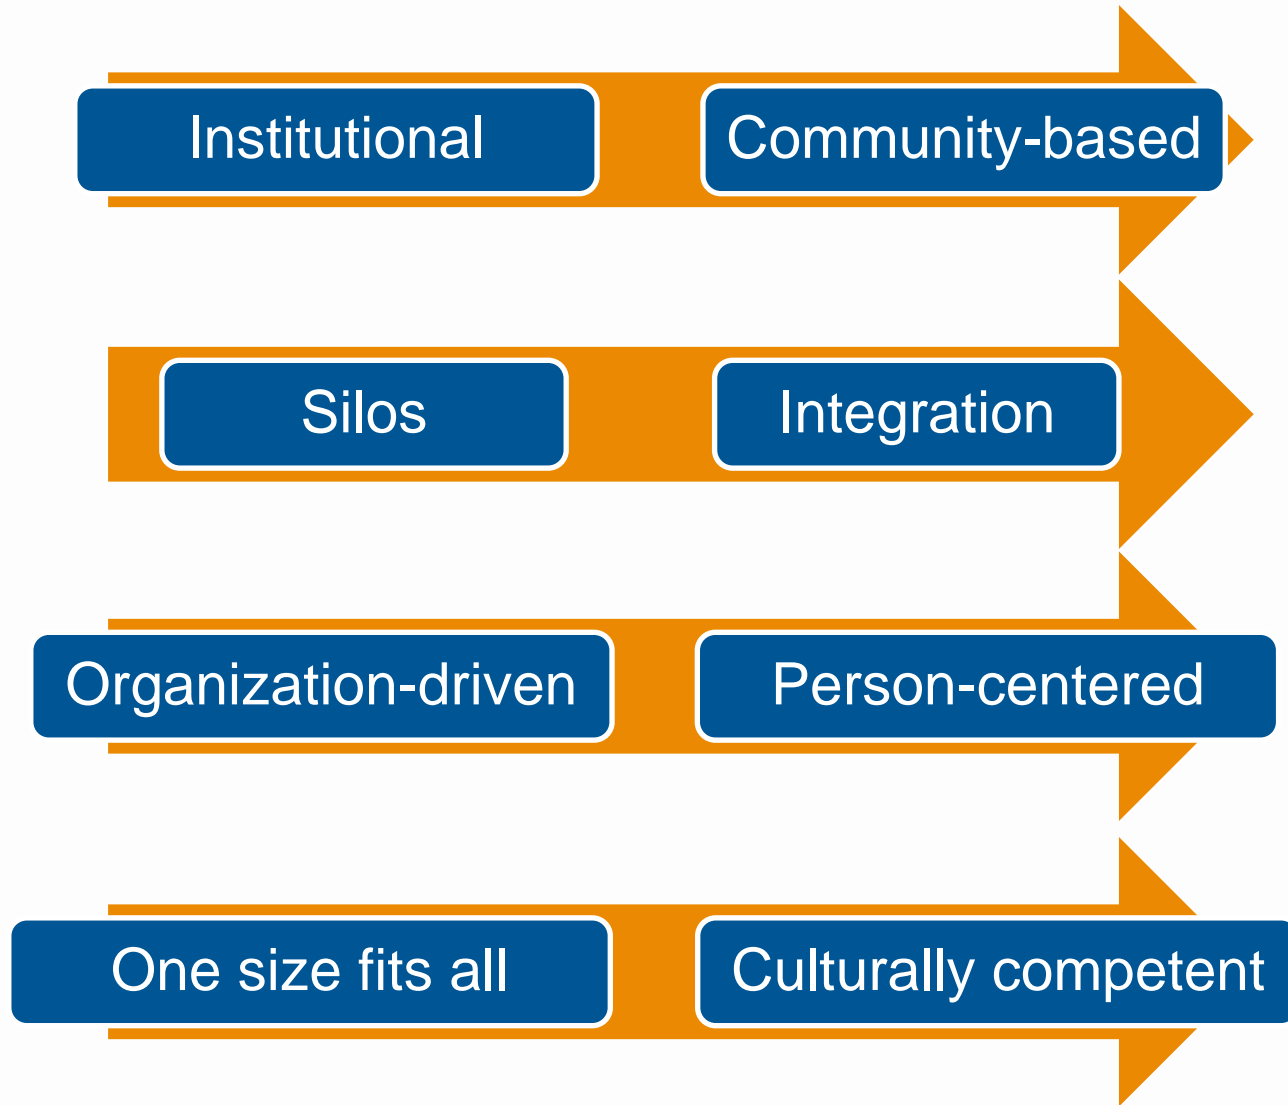 Institutional
Community-based
Silos
Integration
Organization-driven
Person-centered
One size fits all
Culturally competent